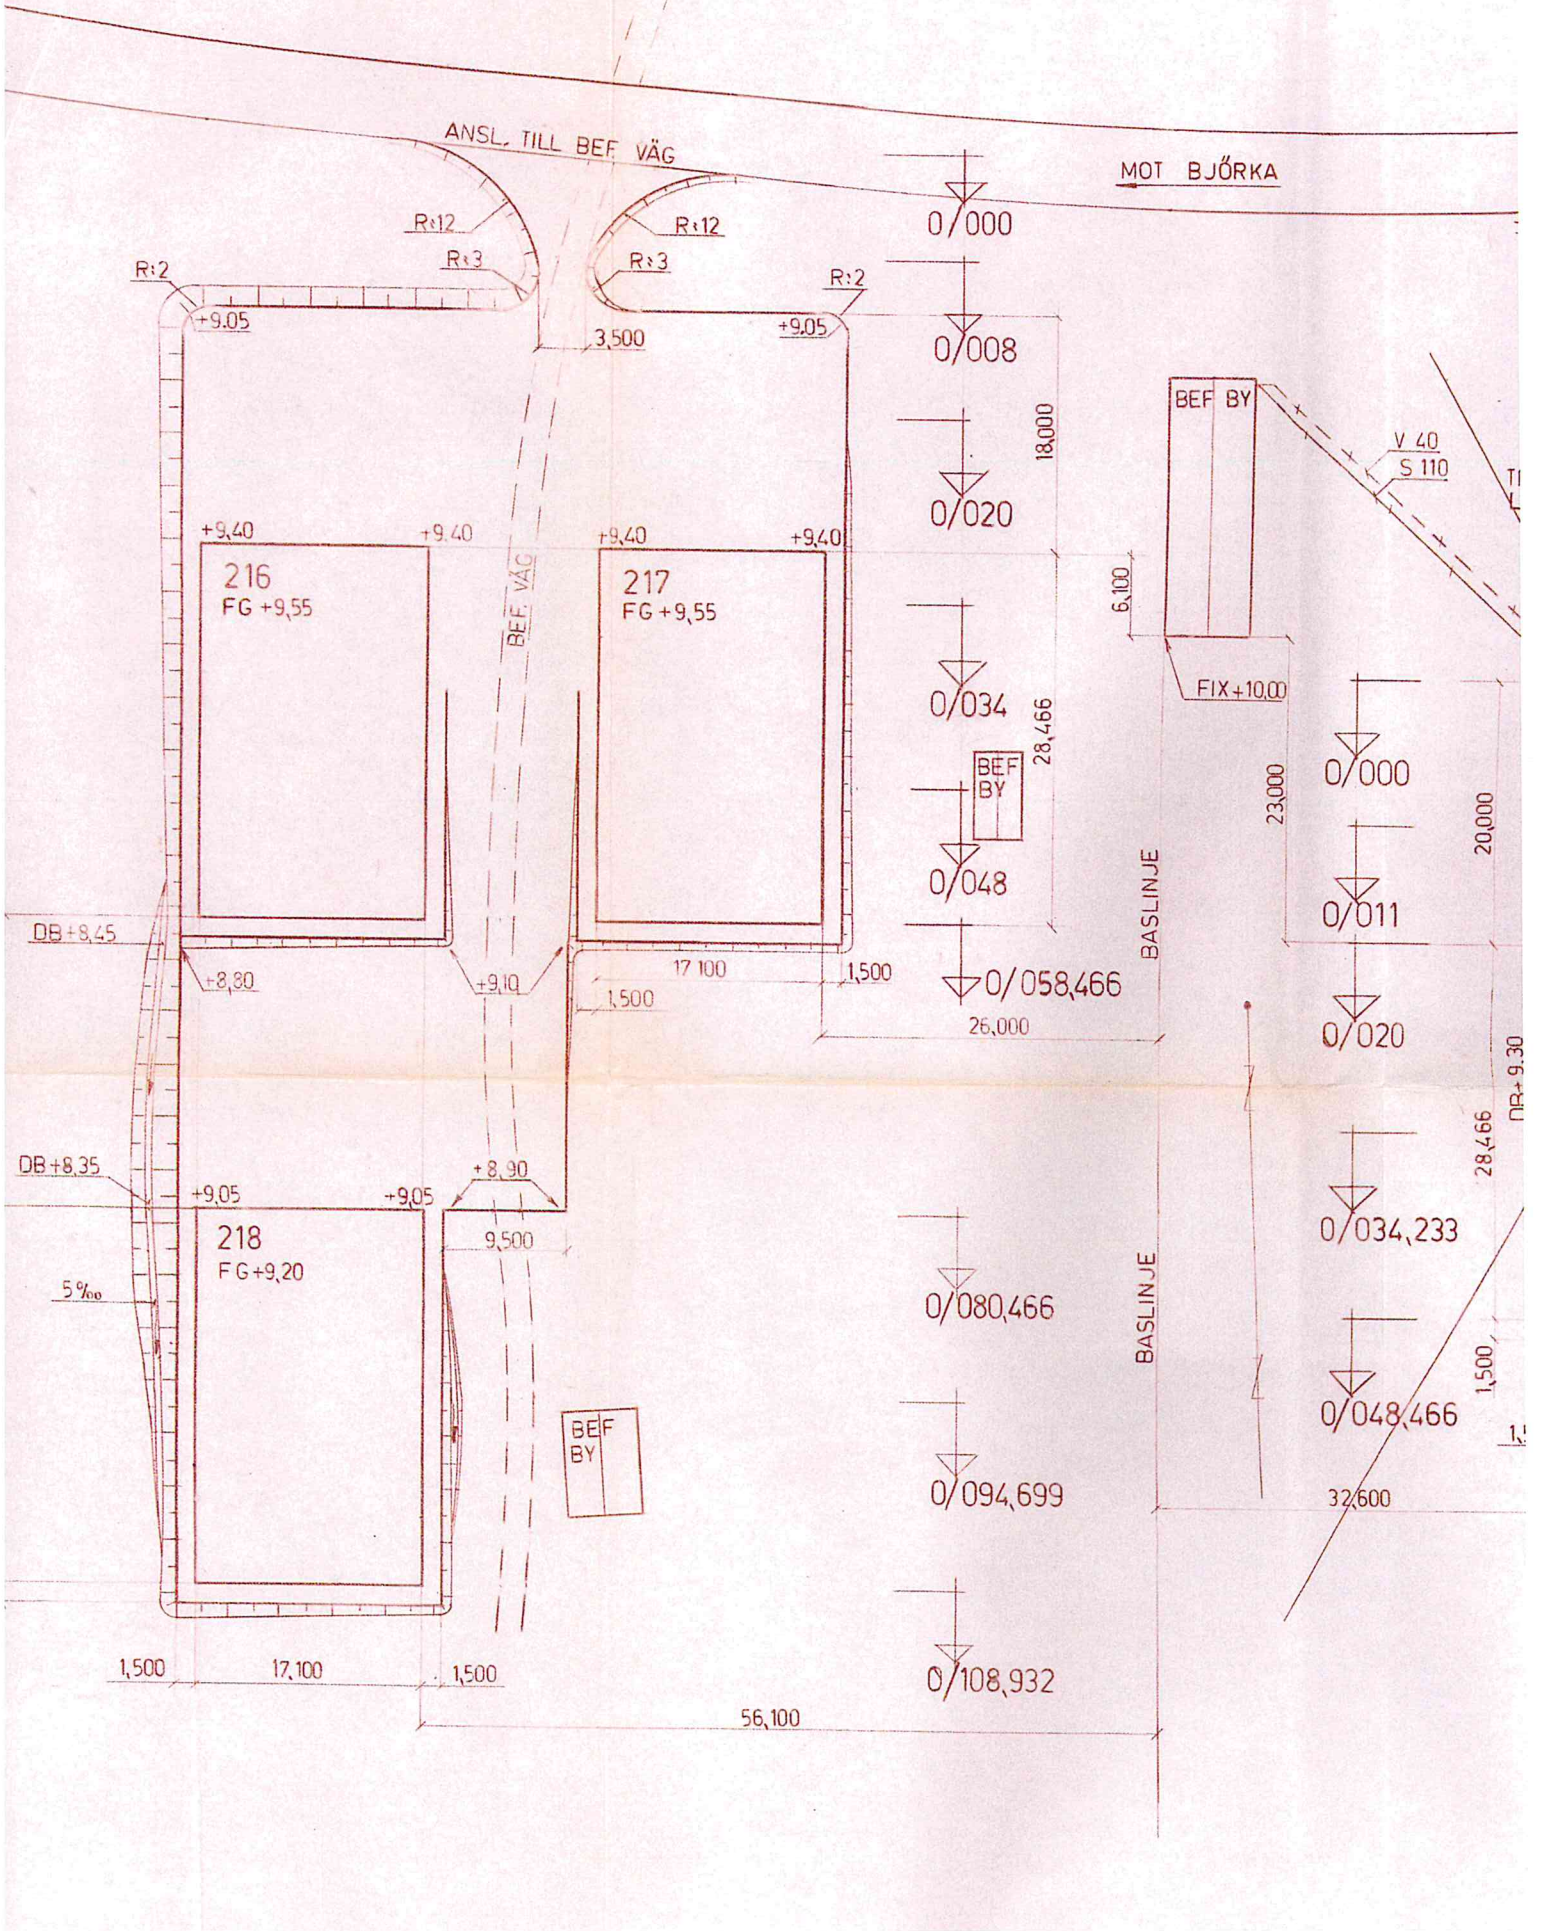 ANSL. TILL BEF. VÄG
MOT BJÖRKA
R:12
R:12
0/000
R:3
R:3
R:2
R:2
+9.05
+9.05
3,500
0/008
BEF BY
18,000
V 40
S 110
0/020
+9,40
+9.40
+9,40
+9,40
216
FG +9,55
217
FG +9,55
BEF. VÄG
6,100
0/034
FIX+10,00
28,466
BEF
BY
0/000
23,000
20,000
0/048
BASLINJE
0/011
DB+8,45
+8,80
+9,10
17 100
1,500
0/058,466
1,500
26,000
0/020
DB+ 9.30
28,466
DB+8,35
+8,90
+9,05
+9,05
218
FG+9,20
9,500
0/034,233
5‰
0/080,466
BASLINJE
1,500
0/048,466
BEF
BY
0/094,699
32,600
1,500
17,100
1,500
0/108,932
56,100